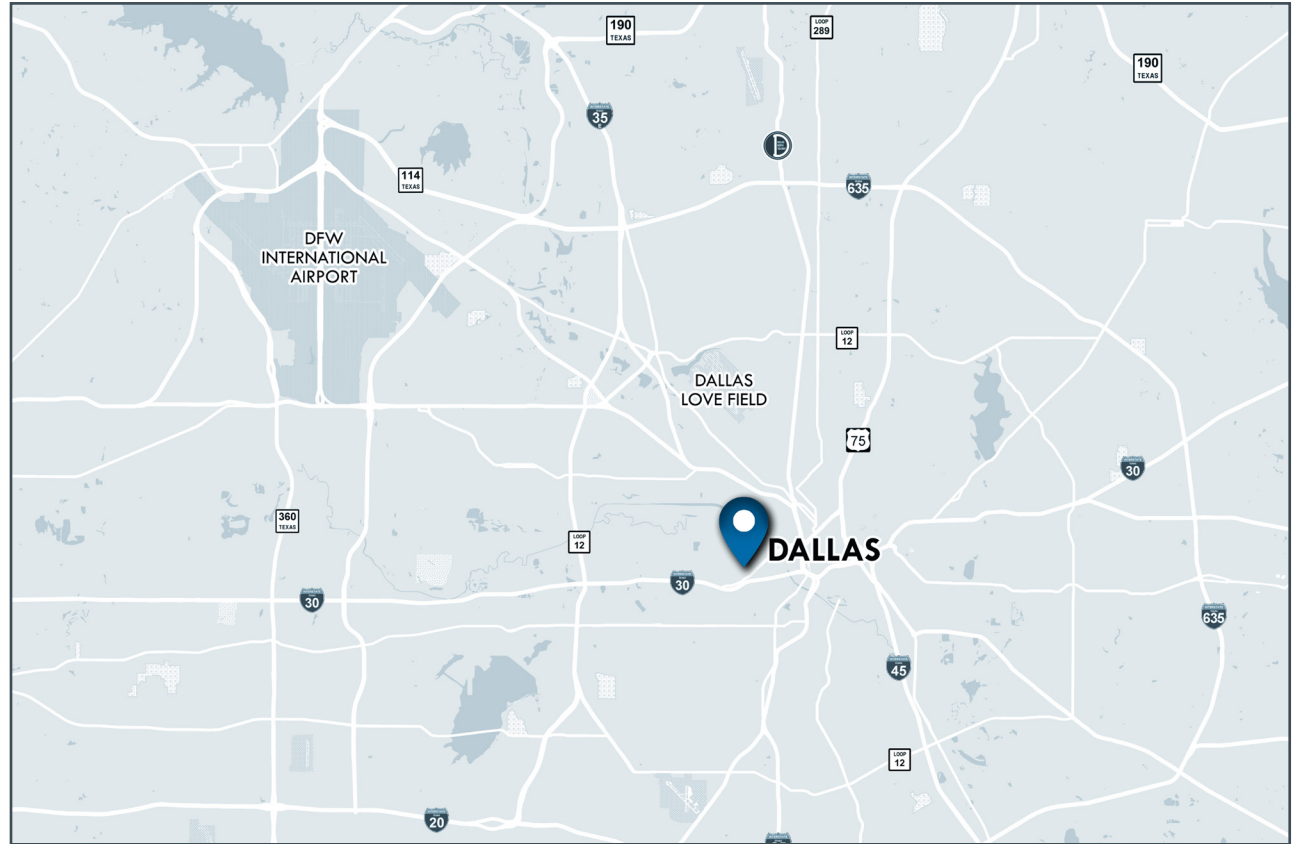 190
TEXAS
LOOP
289
190
TEXAS
35
E
D
114
TEXAS
635
DFW
INTERNATIONAL
AIRPORT
LOOP
12
DALLAS
LOVE FIELD
75
30
360
TEXAS
LOOP
12
DALLAS
30
30
635
45
LOOP
12
20